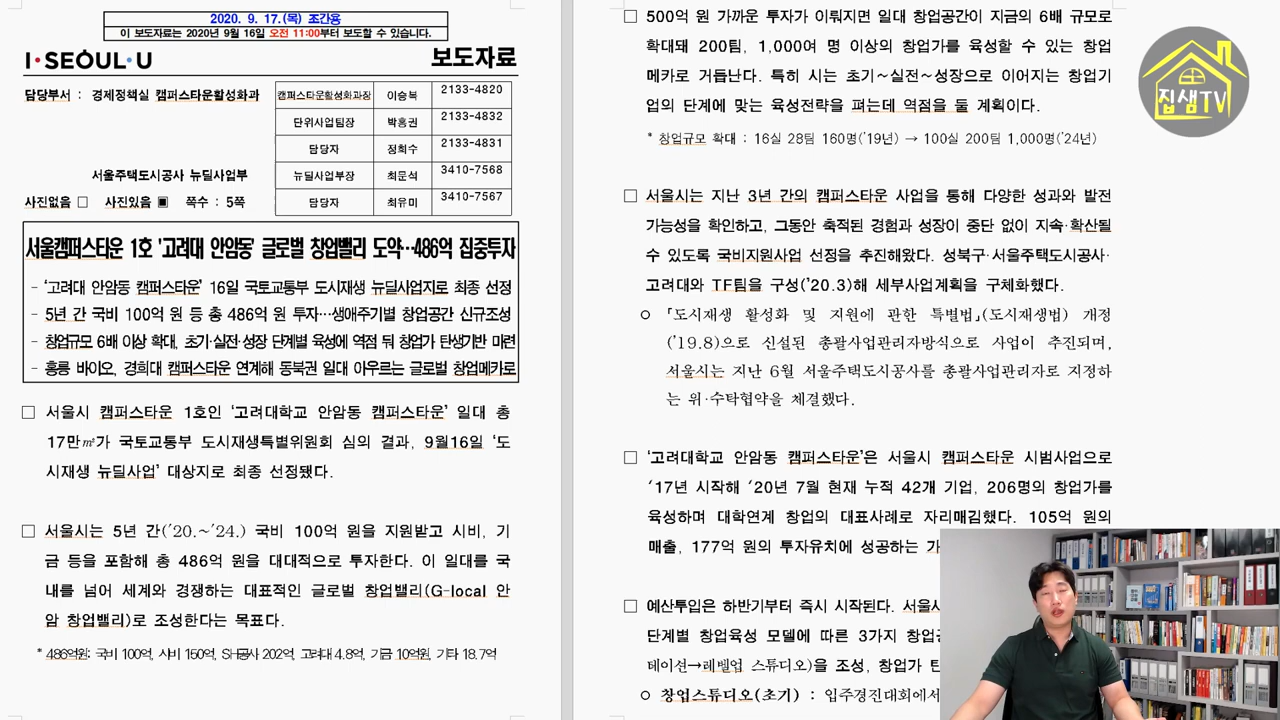 2020. 9. 17.(목) 조간용
이 보도자료는 2020년 9월 16일 오전 11:00부터 보도할 수 있습니다.
I·SEOUL·U
보도자료
담당부서 : 경제정책실 캠퍼스타운활성화과
캠퍼스타운활성화과장 이승복 2133-4820
단위사업팀장 박흥권 2133-4832
담당자 정희수 2133-4831
서울주택도시공사 뉴딜사업부
뉴딜사업부장 최문석 3410-7568
사진없음 □ 사진있음 ▣ 쪽수 : 5쪽
담당자 최유미 3410-7567
서울캠퍼스타운 1호 '고려대 안암동' 글로벌 창업밸리 도약…486억 집중투자
- '고려대 안암동 캠퍼스타운' 16일 국토교통부 도시재생 뉴딜사업지로 최종 선정
- 5년 간 국비 100억 원 등 총 486억 원 투자…생애주기별 창업공간 신규조성
- 창업규모 6배 이상 확대, 초기·실전·성장 단계별 육성에 역점 둬 창업가 탄생기반 마련
- 홍릉 바이오, 경희대 캠퍼스타운 연계해 동북권 일대 아우르는 글로벌 창업메카로
□ 서울시 캠퍼스타운 1호인 '고려대학교 안암동 캠퍼스타운' 일대 총
17만㎡가 국토교통부 도시재생특별위원회 심의 결과, 9월16일 '도
시재생 뉴딜사업' 대상지로 최종 선정됐다.
□ 서울시는 5년 간('20.~'24.) 국비 100억 원을 지원받고 시비, 기
금 등을 포함해 총 486억 원을 대대적으로 투자한다. 이 일대를 국
내를 넘어 세계와 경쟁하는 대표적인 글로벌 창업밸리(G-local 안
암 창업밸리)로 조성한다는 목표다.
* 486억원: 국비 100억, 시비 150억, SH공사 202억, 고려대 4.8억, 기금 10억원, 기타 18.7억
□ 500억 원 가까운 투자가 이뤄지면 일대 창업공간이 지금의 6배 규모로
확대돼 200팀, 1,000여 명 이상의 창업가를 육성할 수 있는 창업
메카로 거듭난다. 특히 시는 초기~실전~성장으로 이어지는 창업기
업의 단계에 맞는 육성전략을 펴는데 역점을 둘 계획이다.
* 창업규모 확대 : 16실 28팀 160명('19년) → 100실 200팀 1,000명('24년)
□ 서울시는 지난 3년 간의 캠퍼스타운 사업을 통해 다양한 성과와 발전
가능성을 확인하고, 그동안 축적된 경험과 성장이 중단 없이 지속·확산될
수 있도록 국비지원사업 선정을 추진해왔다. 성북구·서울주택도시공사·
고려대와 TF팀을 구성('20.3)해 세부사업계획을 구체화했다.
○ 「도시재생 활성화 및 지원에 관한 특별법」(도시재생법) 개정
('19.8)으로 신설된 총괄사업관리자방식으로 사업이 추진되며,
서울시는 지난 6월 서울주택도시공사를 총괄사업관리자로 지정하
는 위·수탁협약을 체결했다.
□ '고려대학교 안암동 캠퍼스타운'은 서울시 캠퍼스타운 시범사업으로
'17년 시작해 '20년 7월 현재 누적 42개 기업, 206명의 창업가를
육성하며 대학연계 창업의 대표사례로 자리매김했다. 105억 원의
매출, 177억 원의 투자유치에 성공하는
□ 예산투입은 하반기부터 즉시 시작된다.
단계별 창업육성 모델에 따른 3가지
테이션→레벨업 스튜디오)을 조성, 창업가
○ 창업스튜디오(초기) : 입주경진대회에서
집샘TV